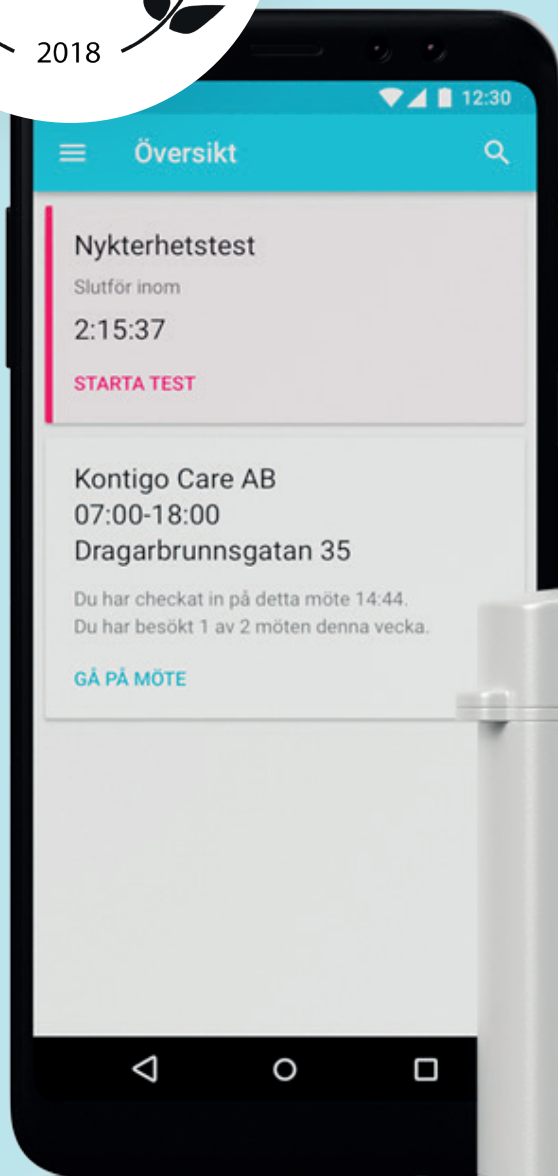 2018
12:30
Översikt
Nykterhetstest
Slutför inom
2:15:37
STARTA TEST
Kontigo Care AB
07:00-18:00
Dragarbrunnsgatan 35
Du har checkat in på detta möte 14:44.
Du har besökt 1 av 2 möten denna vecka.
GÅ PÅ MÖTE